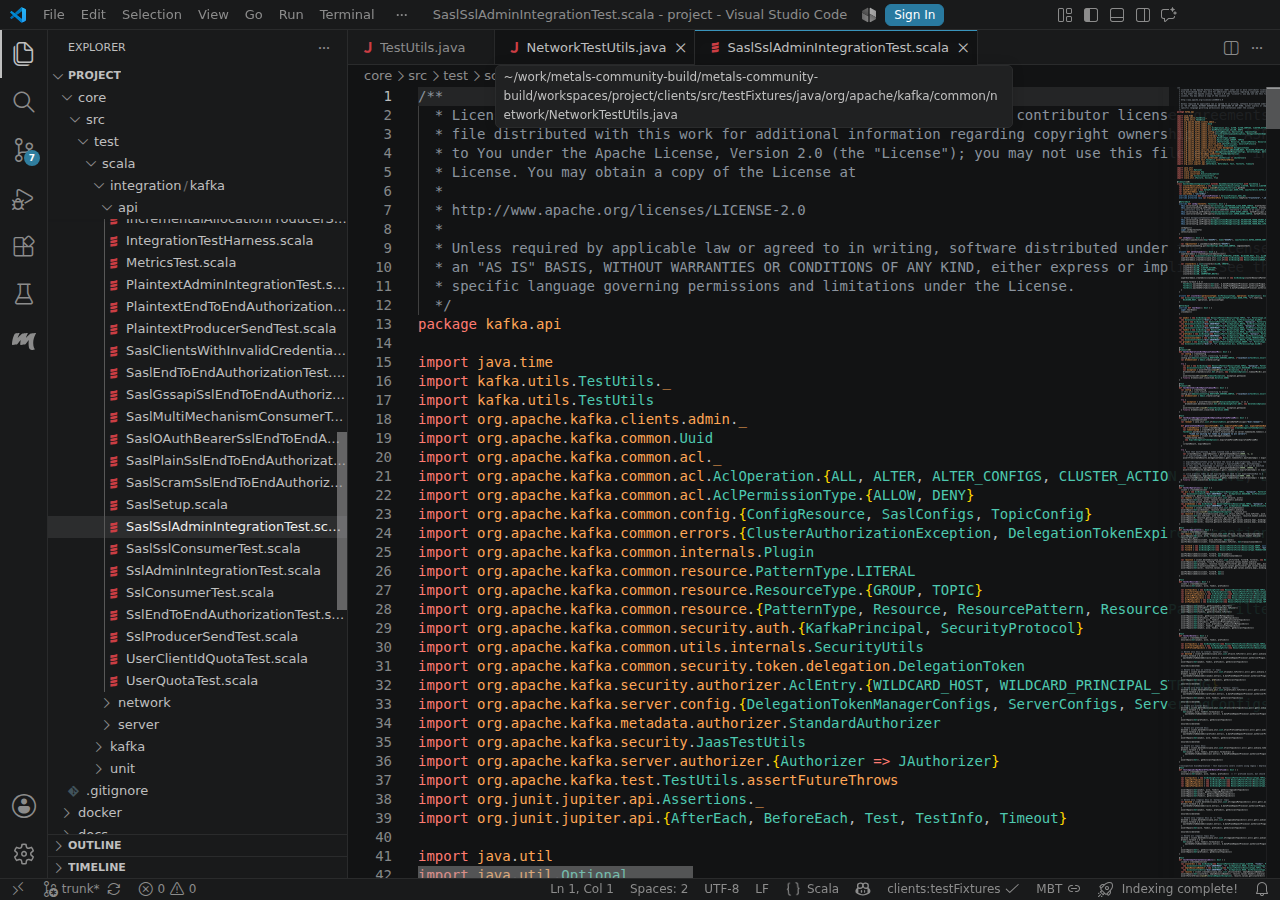 File Edit Selection View Go Run Terminal ··· SaslSslAdminIntegrationTest.scala - project - Visual Studio Code Sign In
EXPLORER ···
TestUtils.java NetworkTestUtils.java SaslSslAdminIntegrationTest.scala ···
core > src > test >
~/work/metals-community-build/metals-community-
build/workspaces/project/clients/src/testFixtures/java/org/apache/kafka/common/n
etwork/NetworkTestUtils.java
PROJECT
core
src
test
scala
integration/kafka
api
IncrementalAllocationProducerS...
IntegrationTestHarness.scala
MetricsTest.scala
PlaintextAdminIntegrationTest.s...
PlaintextEndToEndAuthorization...
PlaintextProducerSendTest.scala
SaslClientsWithInvalidCredentia...
SaslEndToEndAuthorizationTest....
SaslGssapiSslEndToEndAuthoriz...
SaslMultiMechanismConsumerT...
SaslOAuthBearerSslEndToEndA...
SaslPlainSslEndToEndAuthorizat...
SaslScramSslEndToEndAuthoriz...
SaslSetup.scala
SaslSslAdminIntegrationTest.sc...
SaslSslConsumerTest.scala
SslAdminIntegrationTest.scala
SslConsumerTest.scala
SslEndToEndAuthorizationTest.s...
SslProducerSendTest.scala
UserClientIdQuotaTest.scala
UserQuotaTest.scala
network
server
kafka
unit
.gitignore
docker
docs
OUTLINE
TIMELINE
7
1 /**
2 * Licen contributor license
3 * file distributed with this work for additional information regarding copyright owners
4 * to You under the Apache License, Version 2.0 (the "License"); you may not use this fil
5 * License. You may obtain a copy of the License at
6 *
7 * http://www.apache.org/licenses/LICENSE-2.0
8 *
9 * Unless required by applicable law or agreed to in writing, software distributed under
10 * an "AS IS" BASIS, WITHOUT WARRANTIES OR CONDITIONS OF ANY KIND, either express or impl
11 * specific language governing permissions and limitations under the License.
12 */
13 package kafka.api
14
15 import java.time
16 import kafka.utils.TestUtils._
17 import kafka.utils.TestUtils
18 import org.apache.kafka.clients.admin._
19 import org.apache.kafka.common.Uuid
20 import org.apache.kafka.common.acl._
21 import org.apache.kafka.common.acl.AclOperation.{ALL, ALTER, ALTER_CONFIGS, CLUSTER_ACTIO
22 import org.apache.kafka.common.acl.AclPermissionType.{ALLOW, DENY}
23 import org.apache.kafka.common.config.{ConfigResource, SaslConfigs, TopicConfig}
24 import org.apache.kafka.common.errors.{ClusterAuthorizationException, DelegationTokenExpi
25 import org.apache.kafka.common.internals.Plugin
26 import org.apache.kafka.common.resource.PatternType.LITERAL
27 import org.apache.kafka.common.resource.ResourceType.{GROUP, TOPIC}
28 import org.apache.kafka.common.resource.{PatternType, Resource, ResourcePattern, Resource
29 import org.apache.kafka.common.security.auth.{KafkaPrincipal, SecurityProtocol}
30 import org.apache.kafka.common.utils.internals.SecurityUtils
31 import org.apache.kafka.common.security.token.delegation.DelegationToken
32 import org.apache.kafka.security.authorizer.AclEntry.{WILDCARD_HOST, WILDCARD_PRINCIPAL_ST
33 import org.apache.kafka.server.config.{DelegationTokenManagerConfigs, ServerConfigs, Serv
34 import org.apache.kafka.metadata.authorizer.StandardAuthorizer
35 import org.apache.kafka.security.JaasTestUtils
36 import org.apache.kafka.server.authorizer.{Authorizer => JAuthorizer}
37 import org.apache.kafka.test.TestUtils.assertFutureThrows
38 import org.junit.jupiter.api.Assertions._
39 import org.junit.jupiter.api.{AfterEach, BeforeEach, Test, TestInfo, Timeout}
40
41 import java.util
42 import java.util.Optional
trunk* 0 0 Ln 1, Col 1 Spaces: 2 UTF-8 LF { } Scala clients:testFixtures MBT Indexing complete!